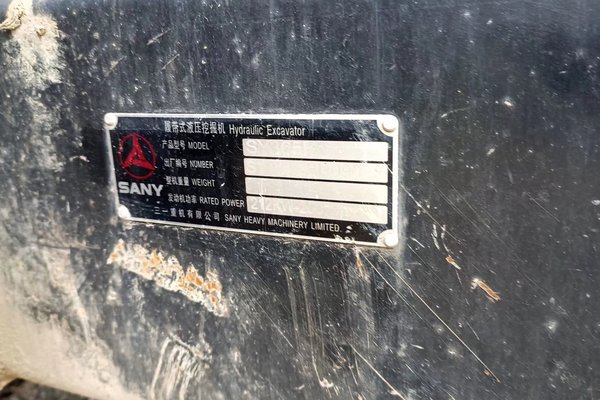 履带式液压挖掘机 Hydraulic Excavator
产品型号 MODEL
出厂编号 NUMBER
整机重量 WEIGHT
发动机功率 RATED POWER
SANY
三一重机有限公司 SANY HEAVY MACHINERY LIMITED.